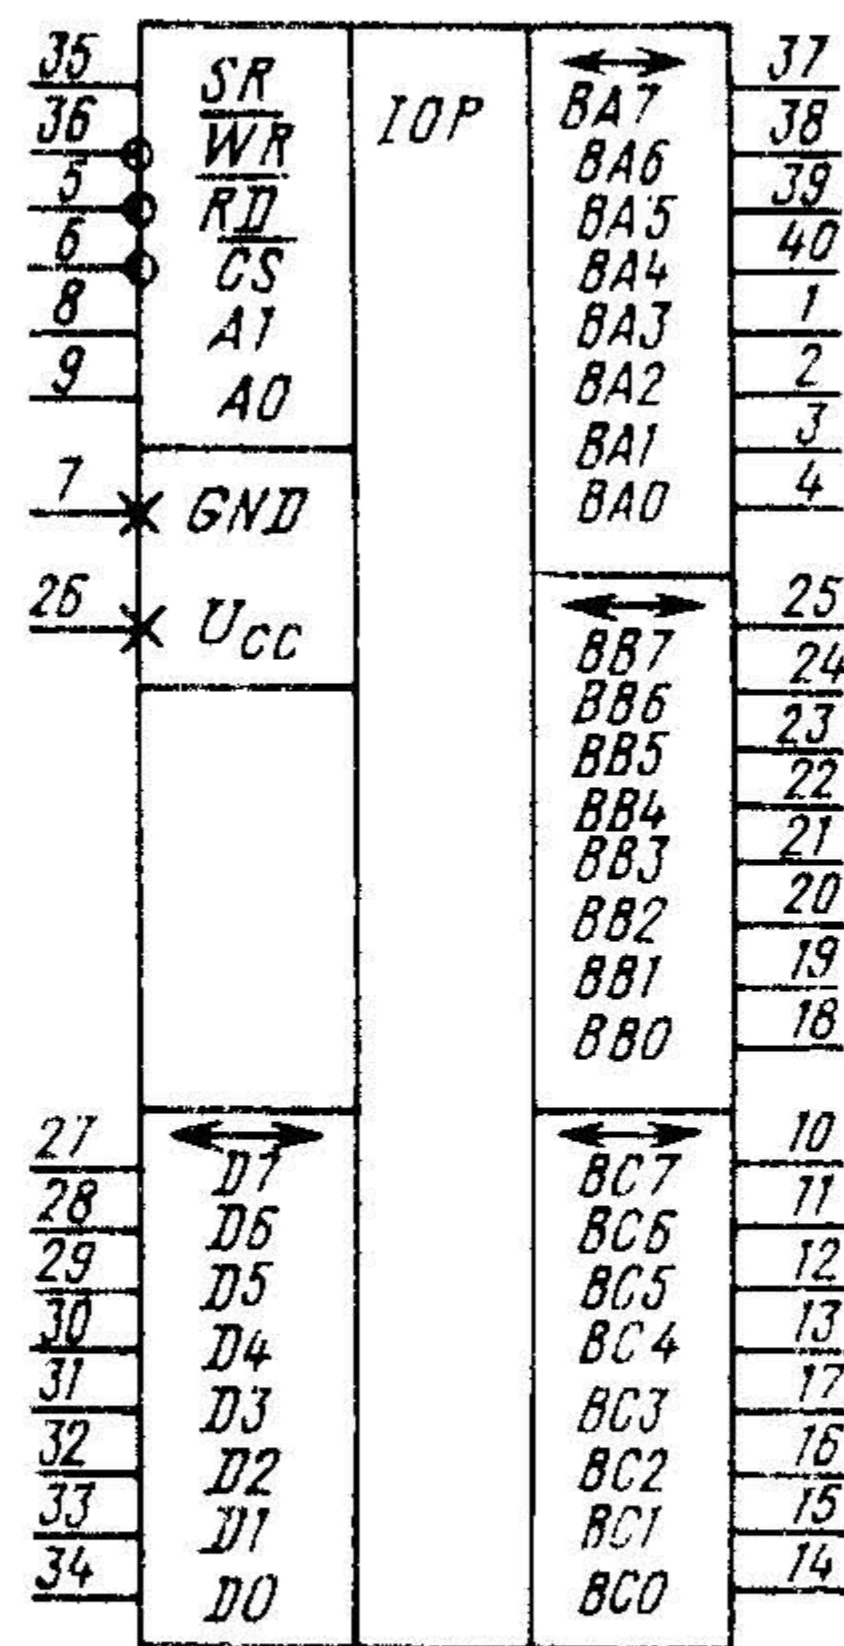 35 SR IOP 37
BA7
36 WR 38
BA6
5 RD 39
BA5
6 CS 40
BA4
8 A1 1
BA3
9 A0 2
BA2
3
BA1
7 GND 4
BA0
26 UCC 25
BB7
24
BB6
23
BB5
22
BB4
21
BB3
20
BB2
19
BB1
18
BB0
27 D7 10
BC7
28 D6 11
BC6
29 D5 12
BC5
30 D4 13
BC4
31 D3 17
BC3
32 D2 16
BC2
33 D1 15
BC1
34 D0 14
BC0